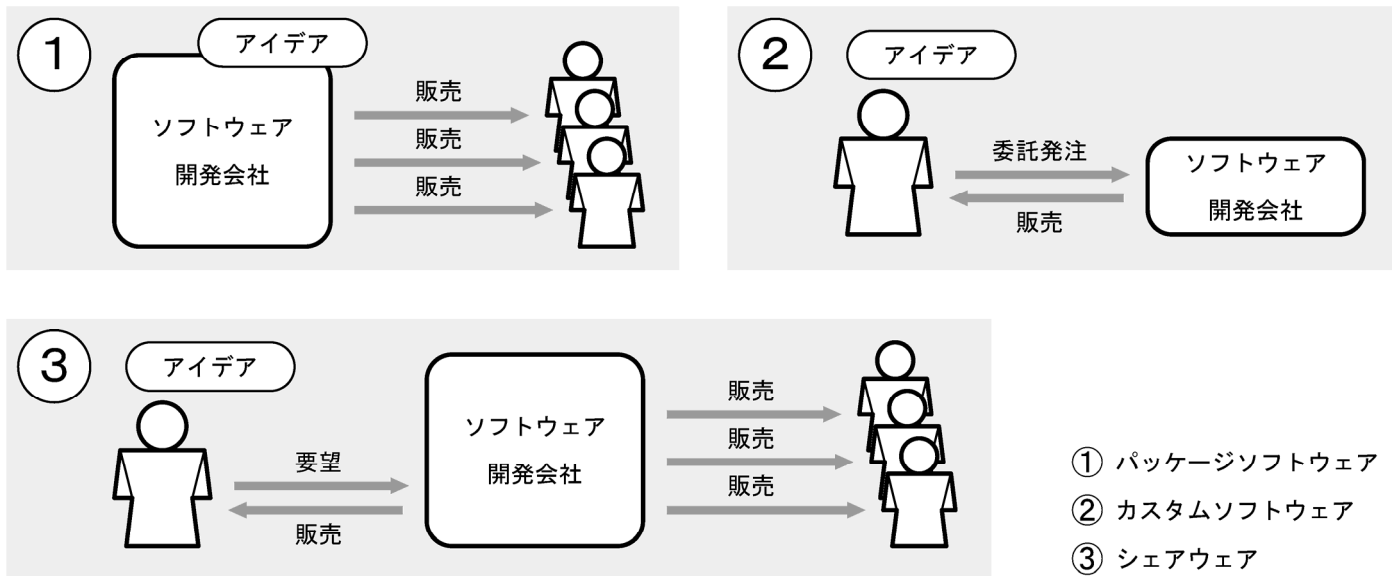 1
アイデア
ソフトウェア
開発会社
販売
販売
販売
2
アイデア
委託発注
販売
ソフトウェア
開発会社
3
アイデア
要望
販売
ソフトウェア
開発会社
販売
販売
販売
① パッケージソフトウェア
② カスタムソフトウェア
③ シェアウェア